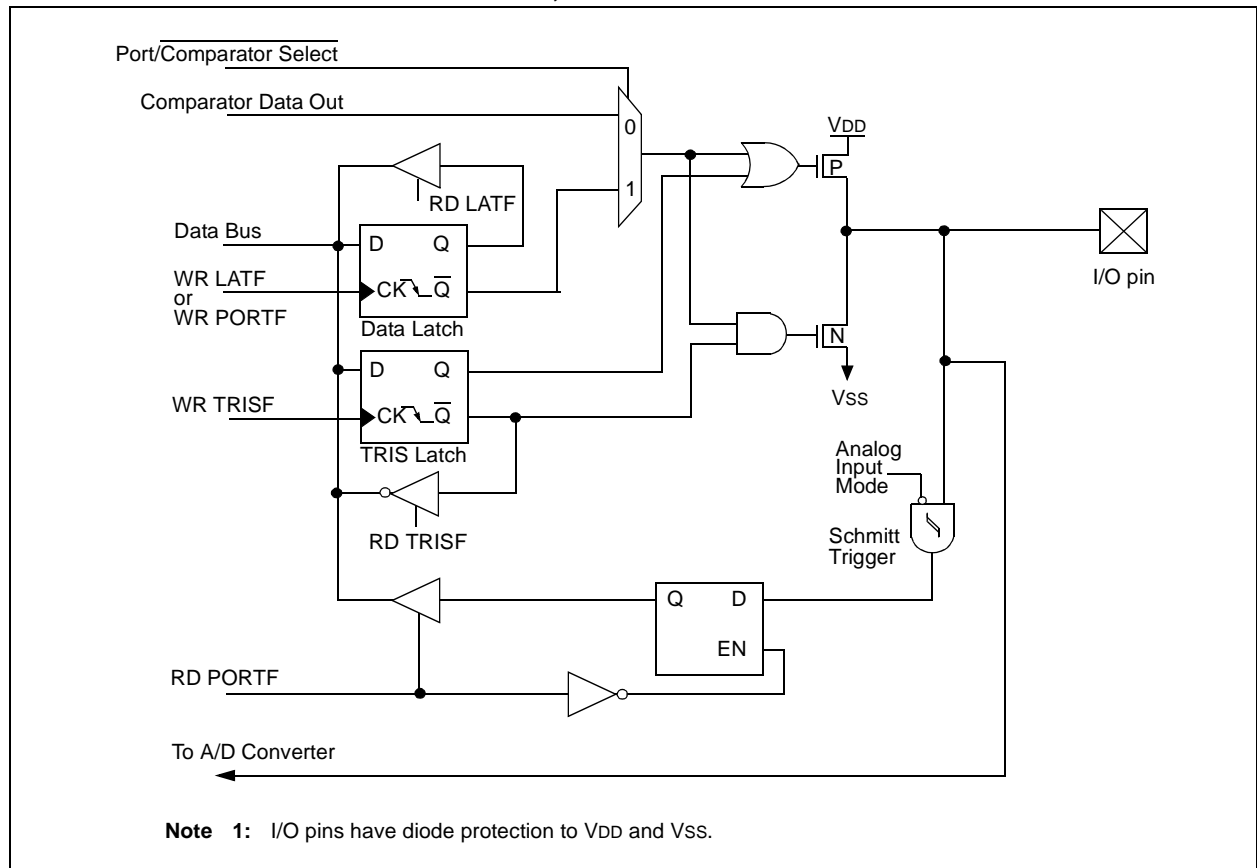 Port/Comparator Select
Comparator Data Out
0
1
VDD
P
RD LATF
Data Bus
D Q
WR LATF
or
WR PORTF
CK Q̅
Data Latch
N
I/O pin
VSS
D Q
WR TRISF
CK Q̅
TRIS Latch
Analog
Input
Mode
RD TRISF
Schmitt
Trigger
Q D
EN
RD PORTF
To A/D Converter
Note 1: I/O pins have diode protection to VDD and VSS.